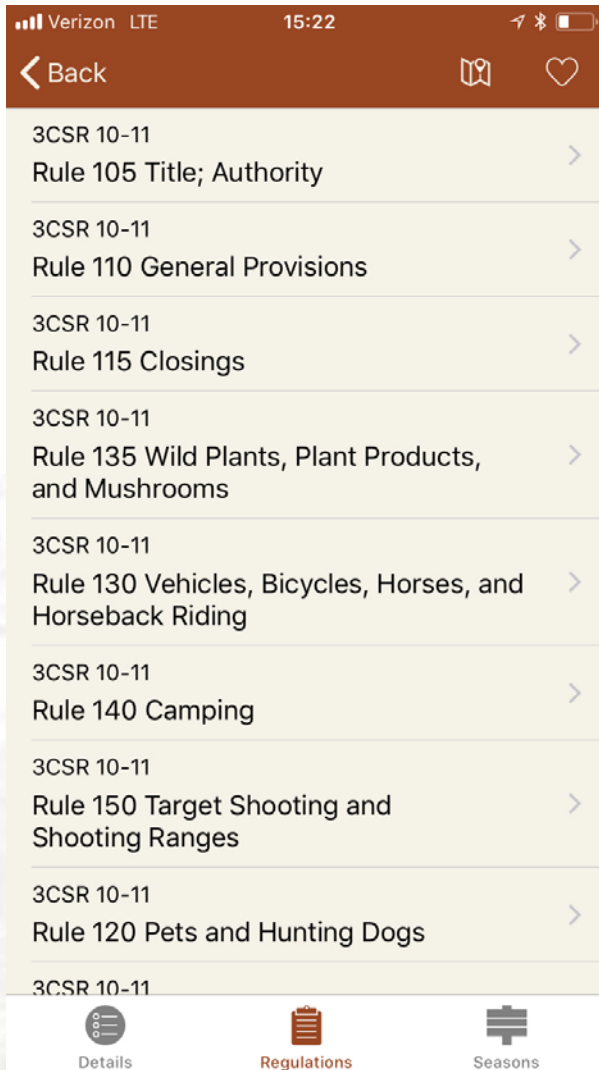 Verizon LTE 15:22
Back
3CSR 10-11
Rule 105 Title; Authority
3CSR 10-11
Rule 110 General Provisions
3CSR 10-11
Rule 115 Closings
3CSR 10-11
Rule 135 Wild Plants, Plant Products,
and Mushrooms
3CSR 10-11
Rule 130 Vehicles, Bicycles, Horses, and
Horseback Riding
3CSR 10-11
Rule 140 Camping
3CSR 10-11
Rule 150 Target Shooting and
Shooting Ranges
3CSR 10-11
Rule 120 Pets and Hunting Dogs
3CSR 10-11
Details Regulations Seasons